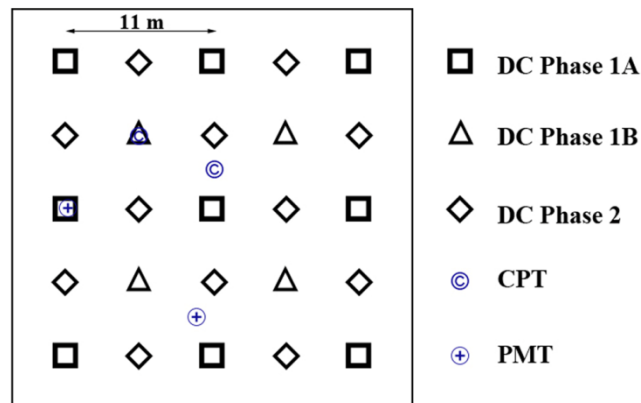 11 m
DC Phase 1A
DC Phase 1B
DC Phase 2
CPT
PMT